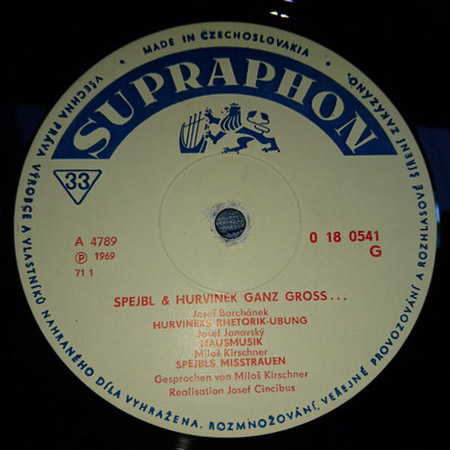 MADE IN CZECHOSLOVAKIA
SUPRAPHON
33
A 4789
Ⓟ 1969
71 1
0 18 0541
G
SPEJBL & HURVINEK GANZ GROSS...
Josef Barchánek
HURVINEKS RHETORIK-UBUNG
Josef Janovský
HAUSMUSIK
Miloš Kirschner
SPEJBLS MISSTRAUEN
Gesprochen von Miloš Kirschner
Realisation Josef Cincibus
VŠECHNA PRÁVA VÝROBCE A VLASTNÍKŮ NAHRANÉHO DÍLA VYHRAŽENA. ROZMNOŽOVÁNÍ, VEŘEJNÉ PROVOZOVÁNÍ A ROZHLASOVÉ ŠÍŘENÍ ZAKÁZÁNO.